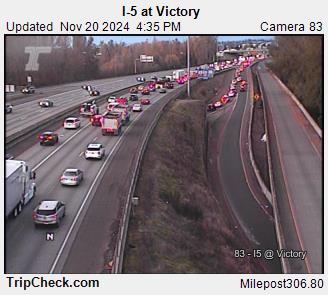 I-5 at Victory
Updated Nov 20 2024 4:35 PM Camera 83
N
83 - I5 @ Victory
TripCheck.com Milepost306.80